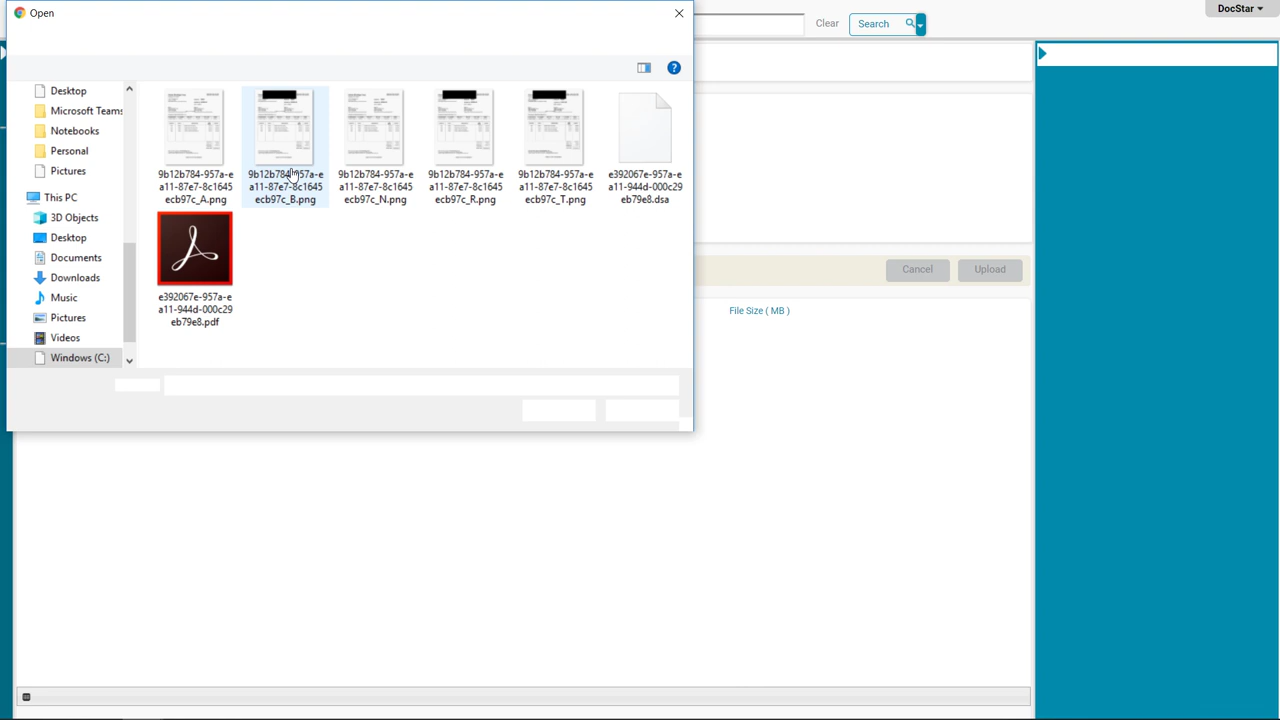 Open
DocStar
Clear
Search
Desktop
Microsoft Teams
Notebooks
Personal
Pictures
This PC
3D Objects
Desktop
Documents
Downloads
Music
Pictures
Videos
Windows (C:)
9b12b784-957a-e
a11-87e7-8c1645
ecb97c_A.png
9b12b784-957a-e
a11-87e7-8c1645
ecb97c_B.png
9b12b784-957a-e
a11-87e7-8c1645
ecb97c_N.png
9b12b784-957a-e
a11-87e7-8c1645
ecb97c_R.png
9b12b784-957a-e
a11-87e7-8c1645
ecb97c_T.png
e392067e-957a-e
a11-944d-000c29
eb79e8.dsa
e392067e-957a-e
a11-944d-000c29
eb79e8.pdf
Cancel
Upload
File Size ( MB )